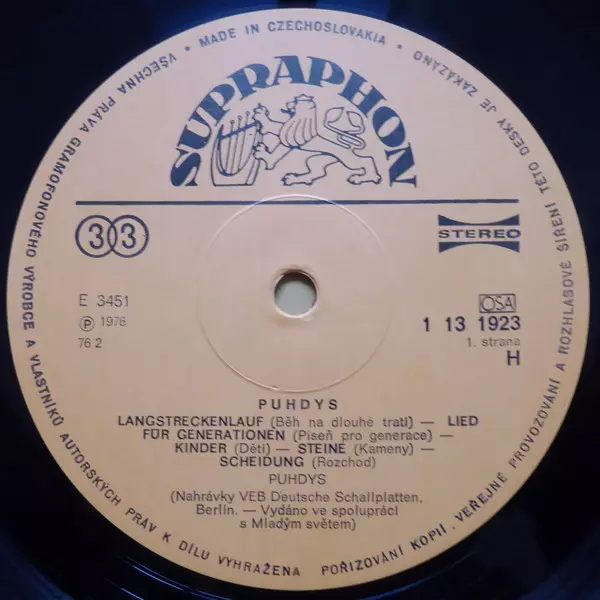 • MADE IN CZECHOSLOVAKIA •
VŠECHNA PRÁVA GRAMOFONOVÉHO VÝROBCE A VLASTNÍKŮ AUTORSKÝCH PRÁV K DÍLU VYHRAŽENA
POŘIZOVÁNÍ KOPIÍ, VEŘEJNÉ PROVOZOVÁNÍ A ROZHLASOVÉ ŠÍŘENÍ TÉTO DESKY JE ZAKÁZÁNO
SUPRAPHON
33
STEREO
E 3451
℗ 1976
76 2
OSA
1 13 1923
1. strana
H
PUHDYS
LANGSTRECKENLAUF (Běh na dlouhé trati) — LIED
FÜR GENERATIONEN (Píseň pro generace) —
KINDER (Děti) — STEINE (Kameny) —
SCHEIDUNG (Rozchod)
PUHDYS
(Nahrávky VEB Deutsche Schallplatten,
Berlín. — Vydáno ve spolupráci
s Mladým světem)